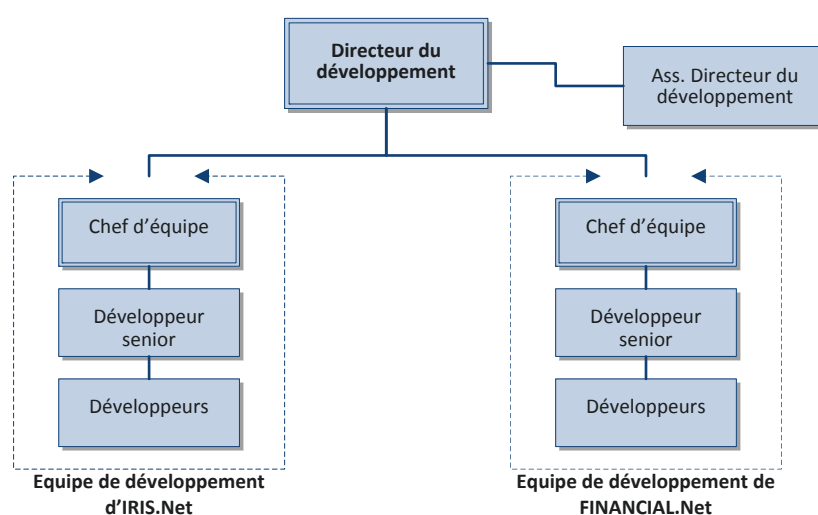 Directeur du
développement
Ass. Directeur du
développement
Chef d'équipe
Développeur
senior
Développeurs
Equipe de développement
d'IRIS.Net
Chef d'équipe
Développeur
senior
Développeurs
Equipe de développement de
FINANCIAL.Net